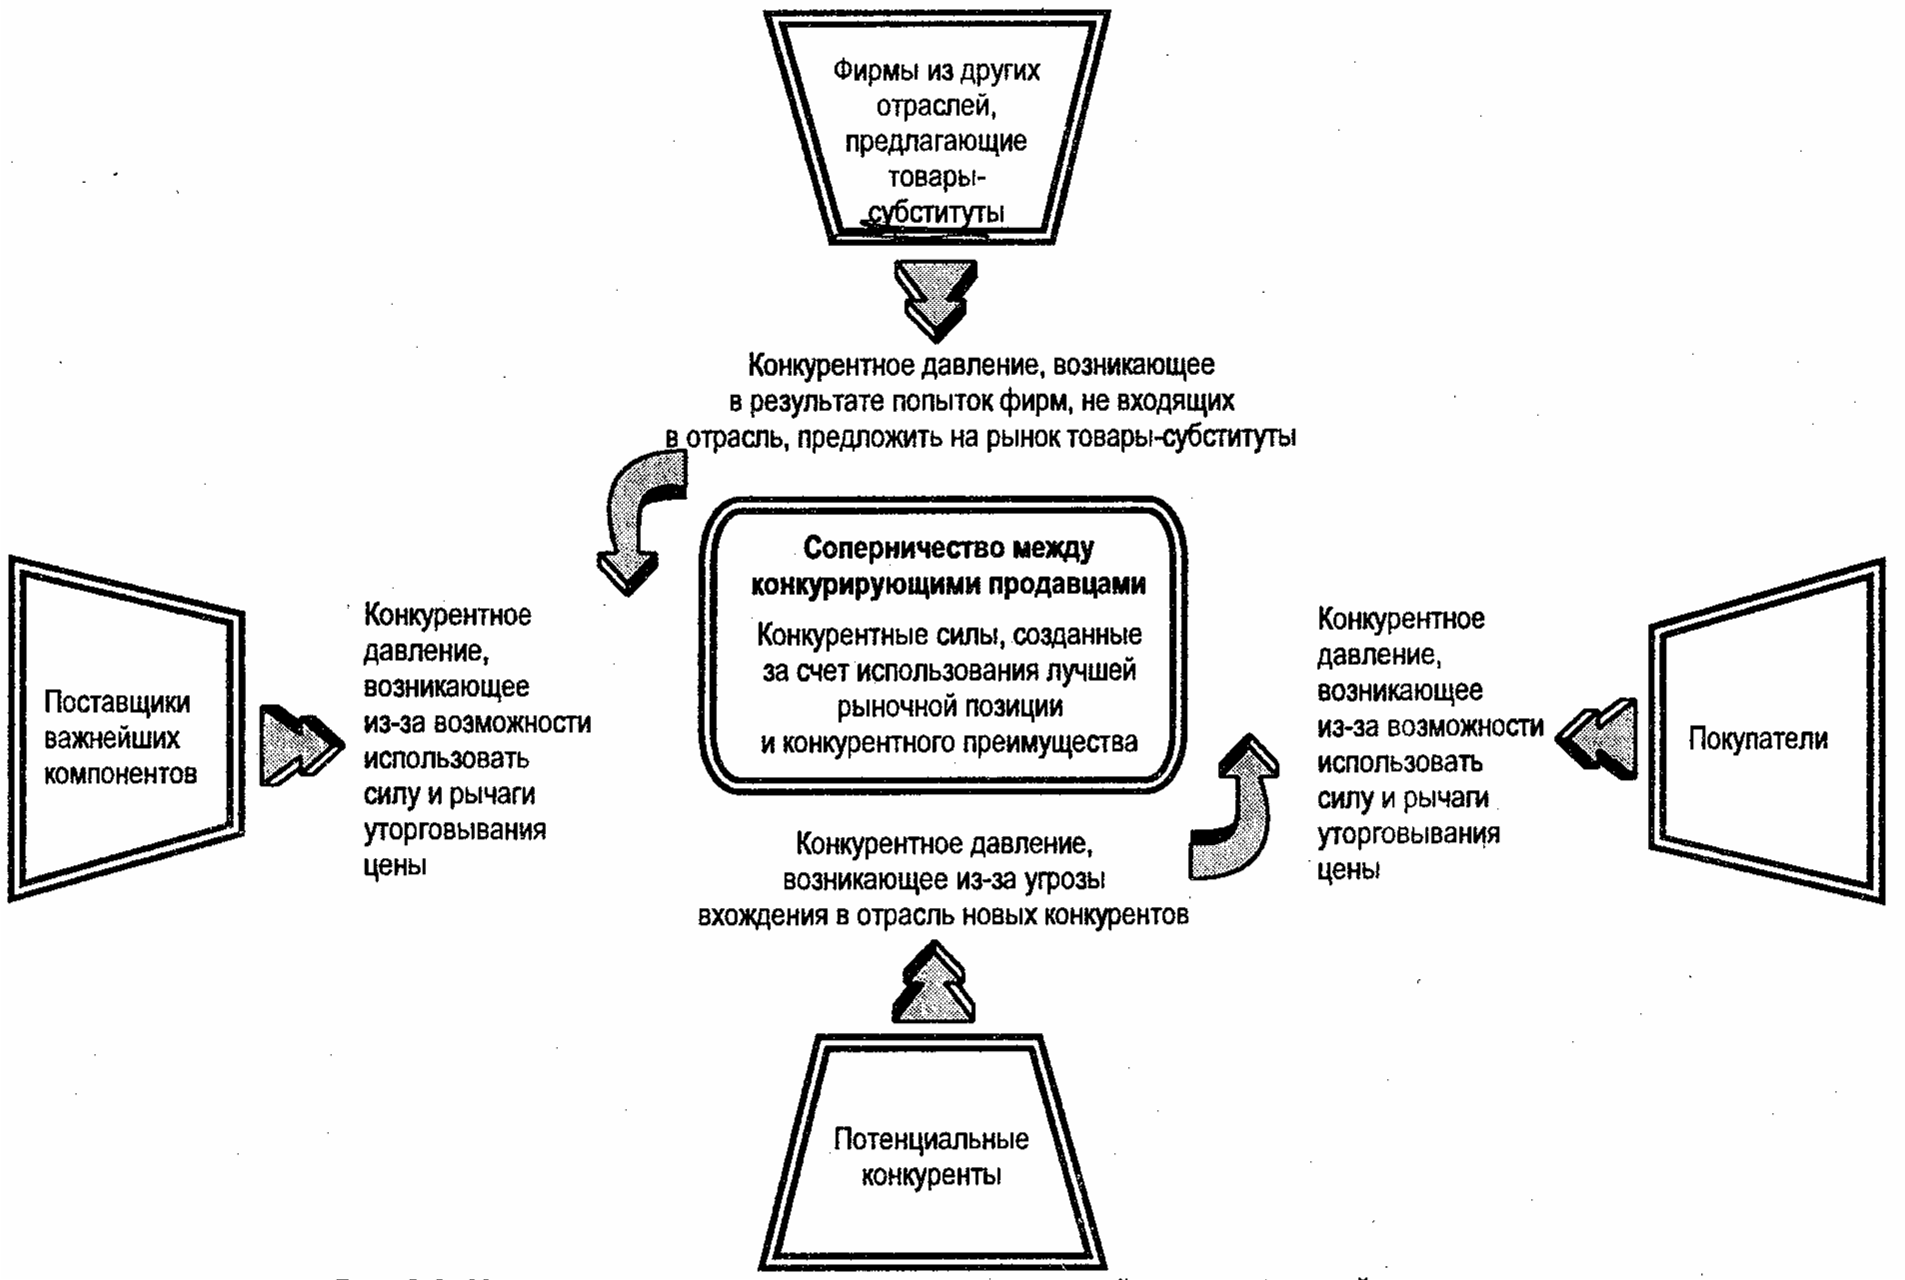 Фирмы из других
отраслей,
предлагающие
товары-
субституты
Конкурентное давление, возникающее
в результате попыток фирм, не входящих
в отрасль, предложить на рынок товары-субституты
Поставщики
важнейших
компонентов
Конкурентное
давление,
возникающее
из-за возможности
использовать
силу и рычаги
уторговывания
цены
Соперничество между
конкурирующими продавцами
Конкурентные силы, созданные
за счет использования лучшей
рыночной позиции
и конкурентного преимущества
Конкурентное
давление,
возникающее
из-за возможности
использовать
силу и рычаги
уторговывания
цены
Покупатели
Конкурентное давление,
возникающее из-за угрозы
вхождения в отрасль новых конкурентов
Потенциальные
конкуренты